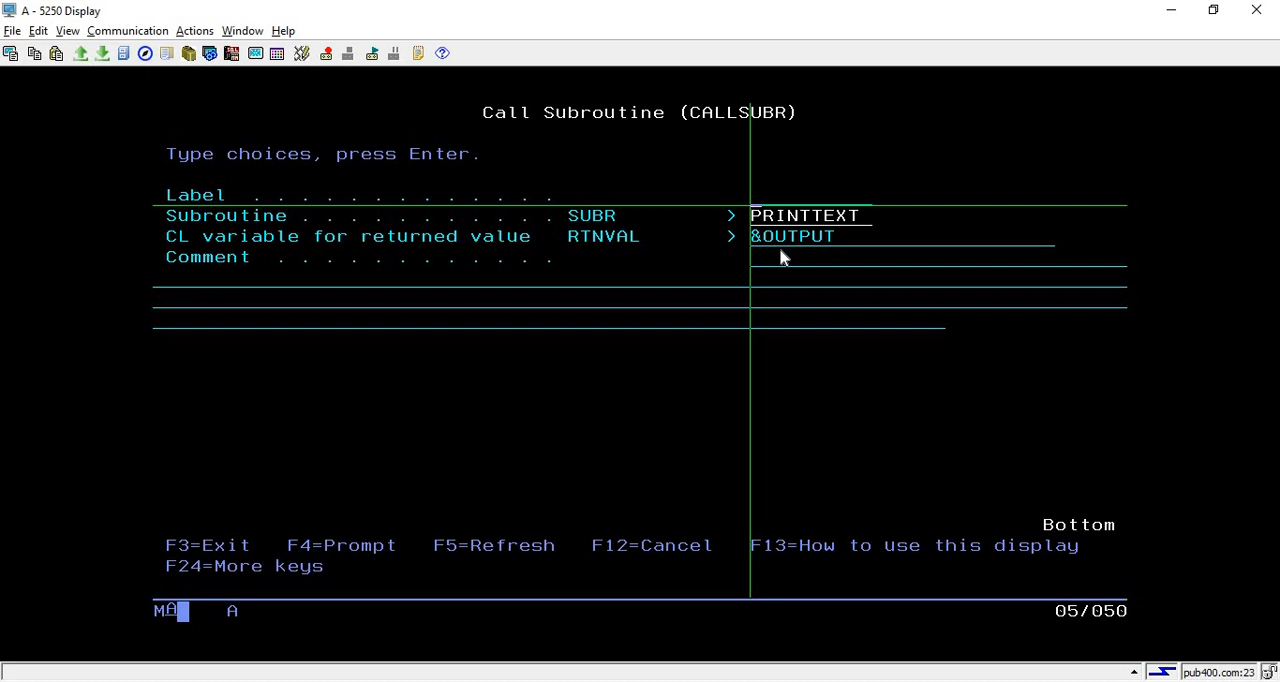 A - 5250 Display
File Edit View Communication Actions Window Help
Call Subroutine (CALLSUBR)
Type choices, press Enter.
Label . . . . . . . . . . . . .
Subroutine . . . . . . . . . . . SUBR > PRINTTEXT
CL variable for returned value RTNVAL > &OUTPUT
Comment . . . . . . . . . . . .
Bottom
F3=Exit F4=Prompt F5=Refresh F12=Cancel F13=How to use this display
F24=More keys
MA A 05/050
pub400.com:23